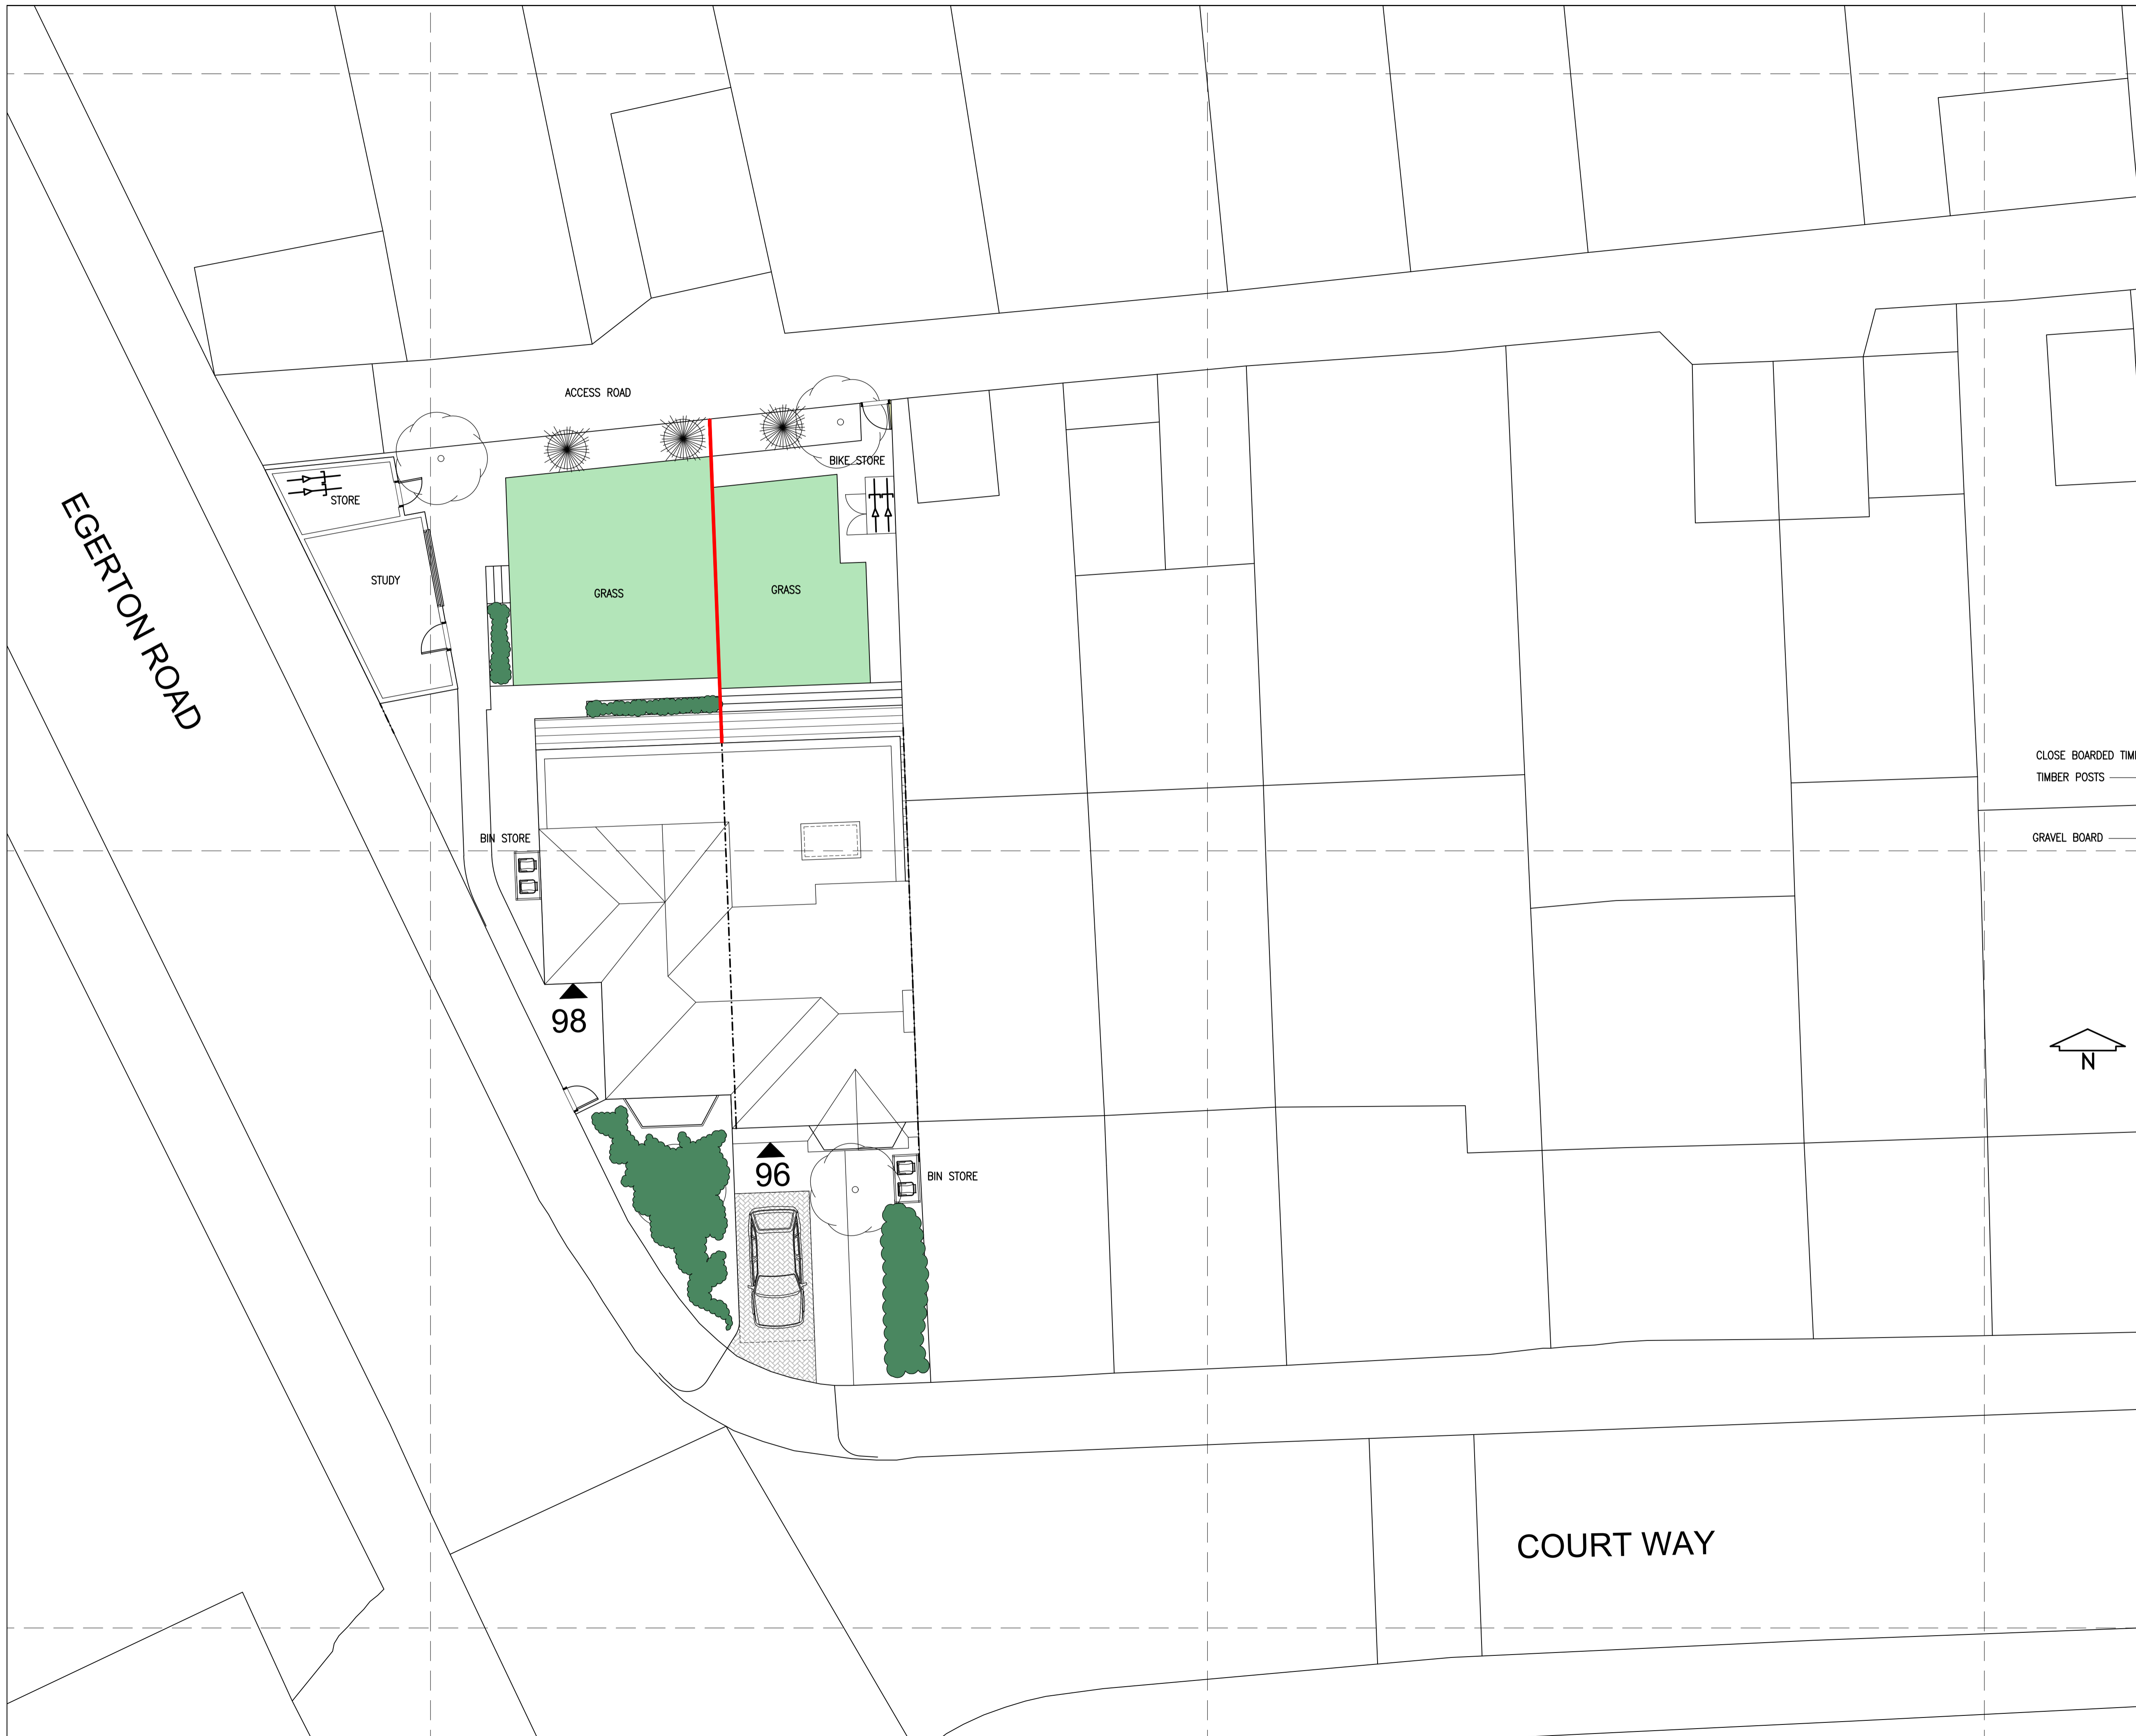 ACCESS ROAD
BIKE STORE
STORE
EGERTON ROAD
STUDY
GRASS
GRASS
CLOSE BOARDED
TIMBER POSTS
BIN STORE
GRAVEL BOARD
98
N
96
BIN STORE
COURT WAY